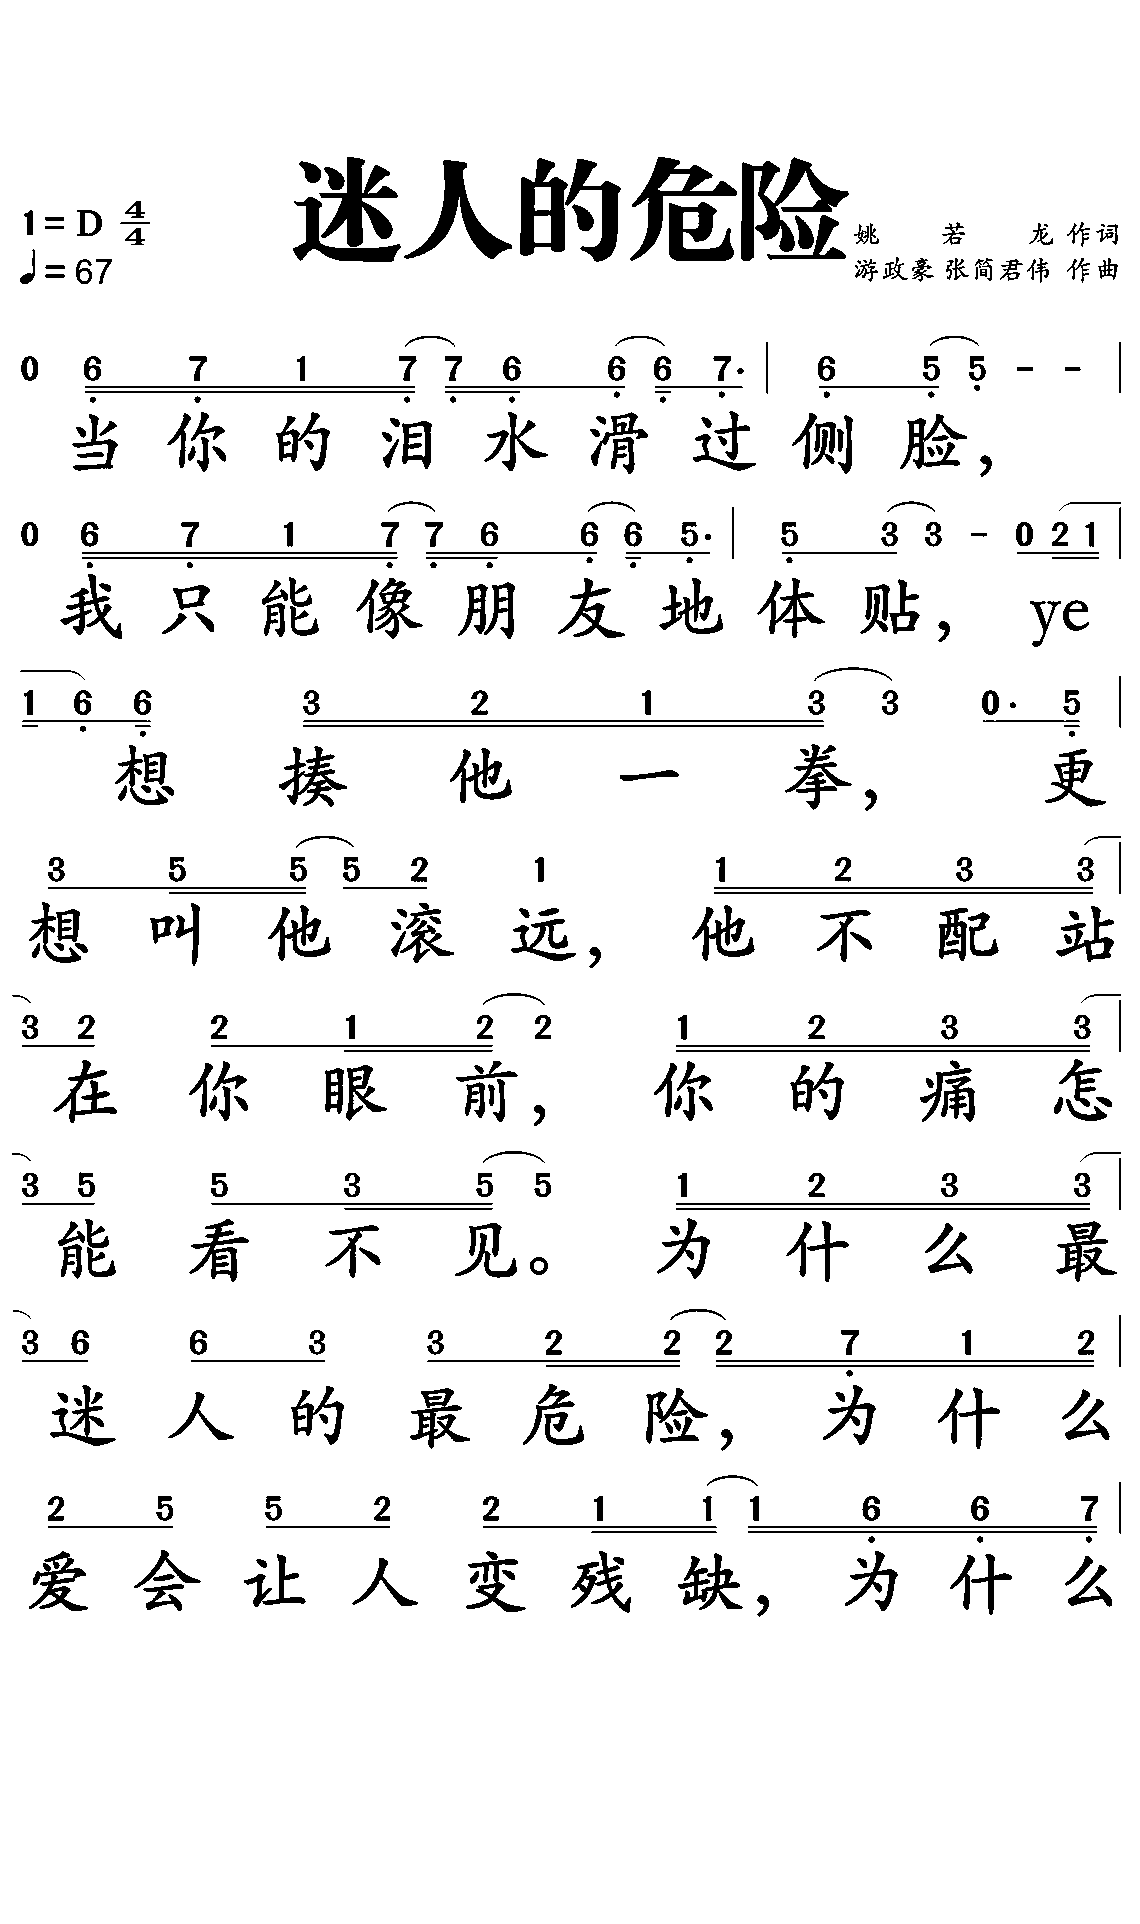 迷人的危险
1=D 4/4
♩=67
姚若龙 作词
游政豪 张简君伟 作曲
0 6 7 1 7 7 6 6 6 7· | 6 5 5 - - |
当你的泪水滑过侧脸，
0 6 7 1 7 7 6 6 6 5· | 5 3 3 - 0 2 1 |
我只能像朋友地体贴，ye
1 6 6 3 2 1 3 3 0· 5 |
想揍他一拳，更
3 5 5 5 2 1 1 2 3 3 |
想叫他滚远，他不配站
3 2 2 1 2 2 1 2 3 3 |
在你眼前，你的痛怎
3 5 5 3 5 5 1 2 3 3 |
能看不见。为什么最
3 6 6 3 3 2 2 2 7 1 2 |
迷人的最危险，为什么
2 5 5 2 2 1 1 1 6 6 7 |
爱会让人变残缺，为什么